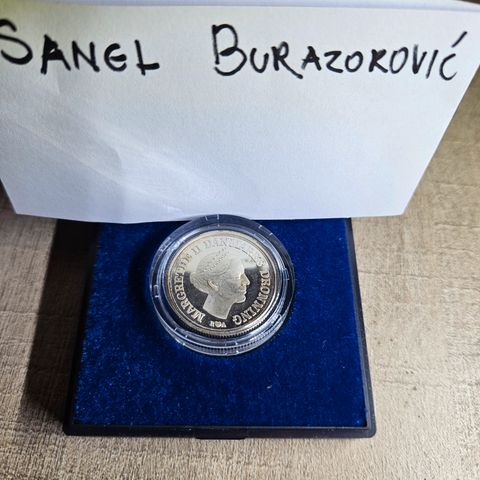 SANEL BURAZOROVIĆ
MARGRETHE II DANMARKS DRONNING